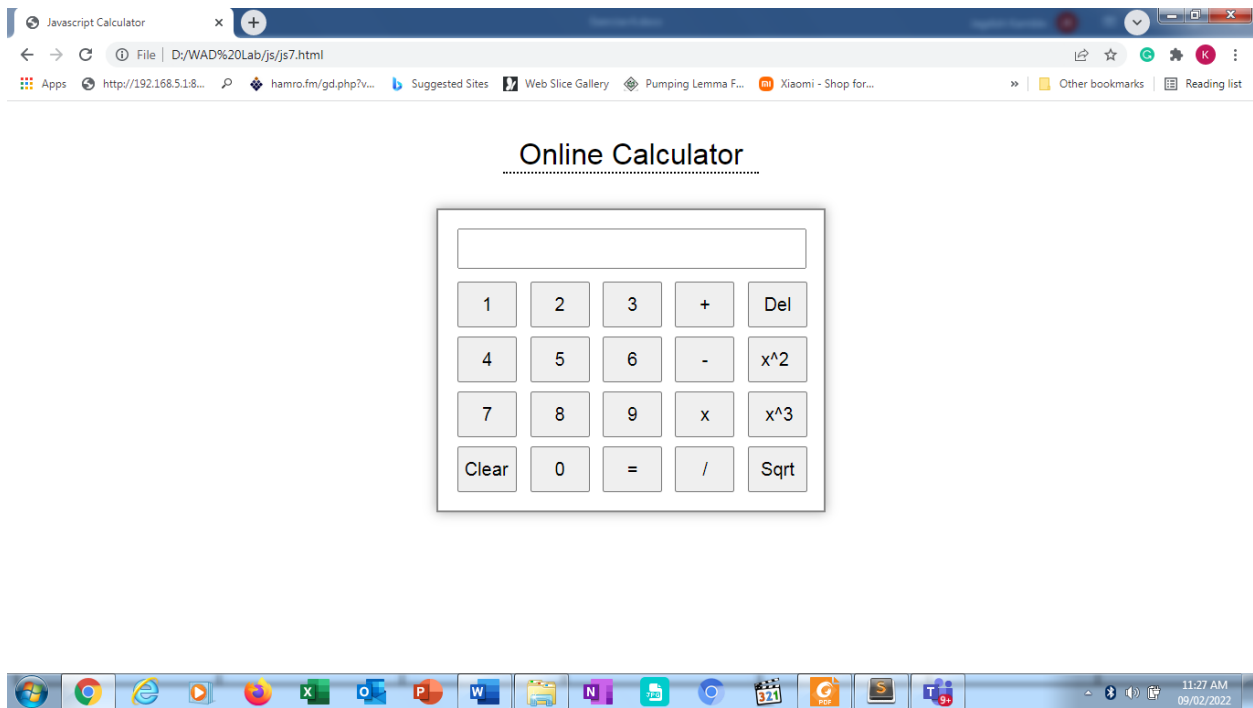 Javascript Calculator
File | D:/WAD%20Lab/js/js7.html
K
Apps http://192.168.5.1:8... hamro.fm/gd.php?v... Suggested Sites Web Slice Gallery Pumping Lemma F... Xiaomi - Shop for... » Other bookmarks Reading list
Online Calculator
1 2 3 + Del
4 5 6 - x^2
7 8 9 x x^3
Clear 0 = / Sqrt
11:27 AM
09/02/2022